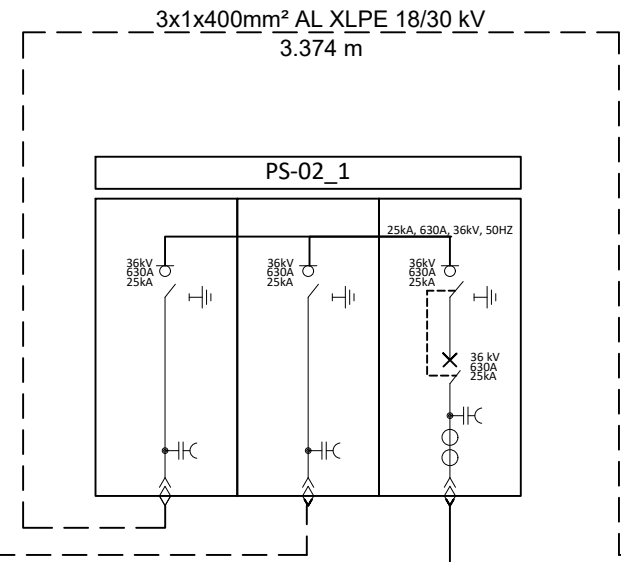 3x1x400mm² AL XLPE 18/30 kV
3.374 m
PS-02_1
25kA, 630A, 36kV, 50HZ
36kV
630A
25kA
36kV
630A
25kA
36kV
630A
25kA
36 kV
630A
25kA